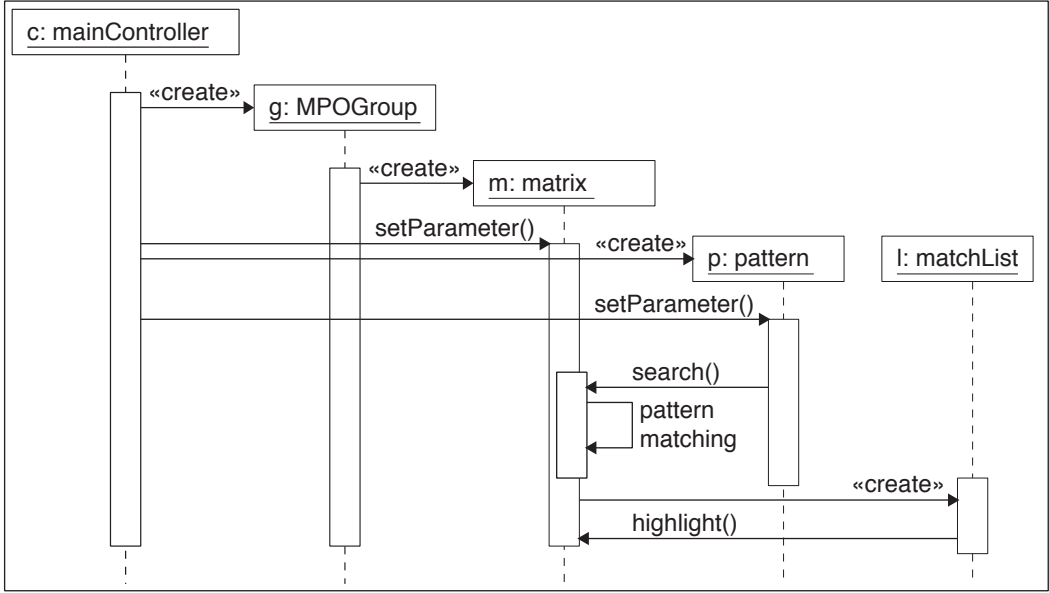 c: mainController
«create»
g: MPOGroup
«create»
m: matrix
setParameter()
«create»
p: pattern
l: matchList
setParameter()
search()
pattern
matching
«create»
highlight()